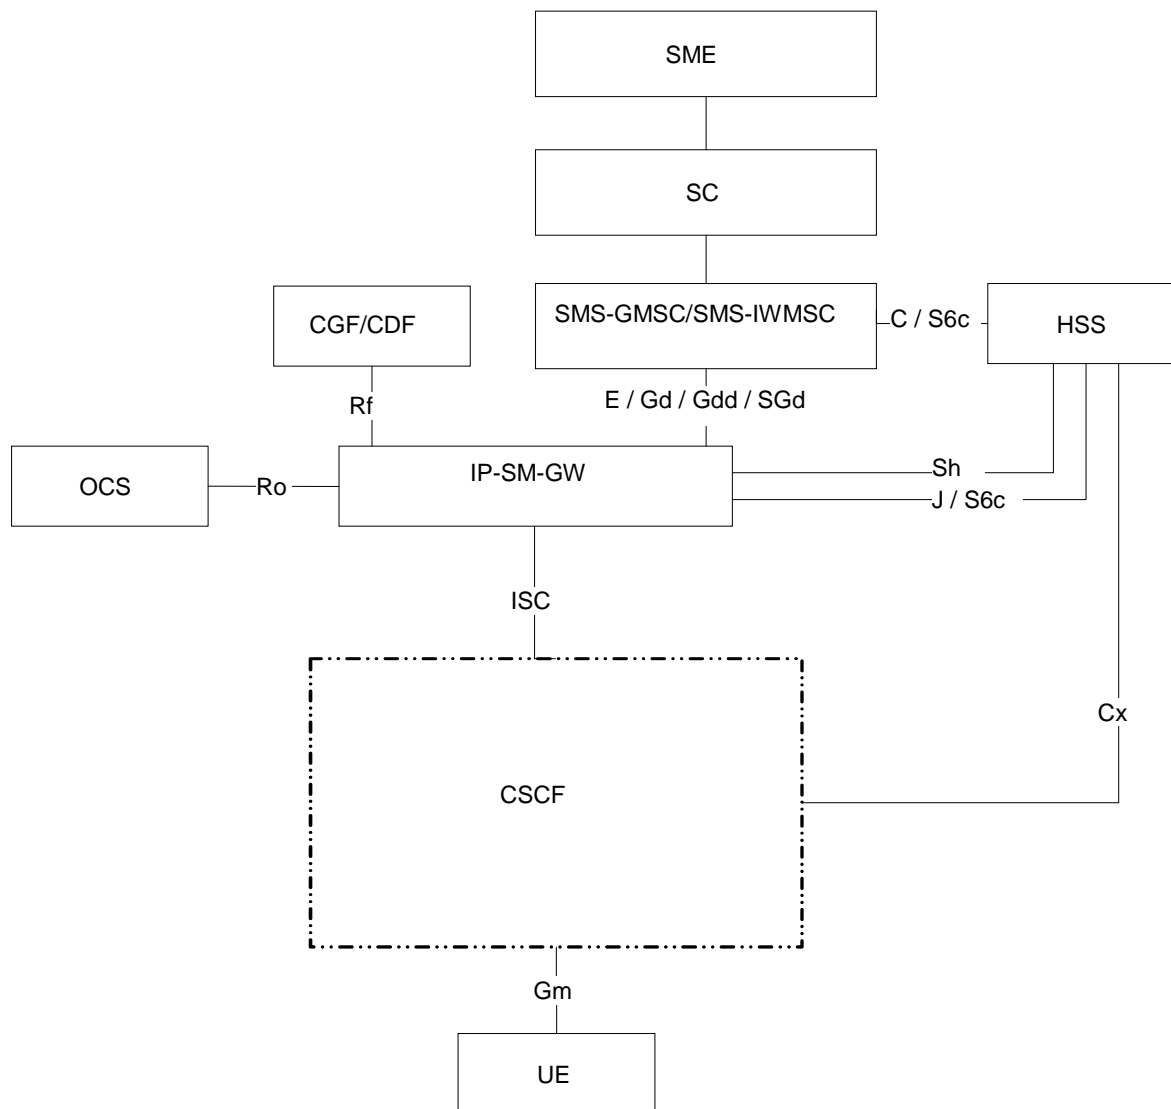 SME
SC
SMS-GMSC/SMS-IWMSC
C / S6c
HSS
CGF/CDF
Rf
E / Gd / Gdd / SGd
OCS
Ro
IP-SM-GW
Sh
J / S6c
ISC
Cx
CSCF
Gm
UE